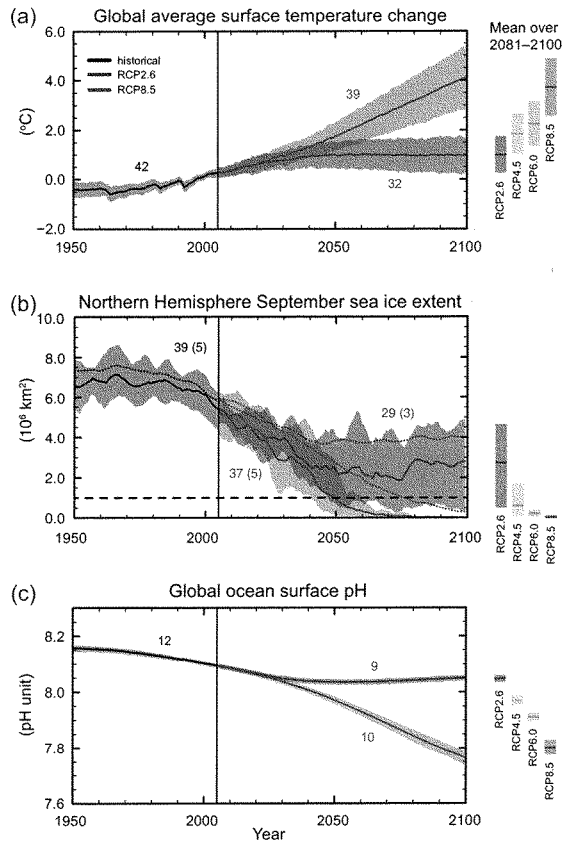 (a) Global average surface temperature change
Mean over
2081–2100
6.0
4.0
2.0
0.0
−2.0
(°C)
historical
RCP2.6
RCP8.5
42
39
32
1950 2000 2050 2100
RCP2.6
RCP4.5
RCP6.0
RCP8.5
(b) Northern Hemisphere September sea ice extent
10.0
8.0
6.0
4.0
2.0
0.0
(10⁶ km²)
39 (5)
29 (3)
37 (5)
1950 2000 2050 2100
RCP2.6
RCP4.5
RCP6.0
RCP8.5
(c) Global ocean surface pH
8.2
8.0
7.8
7.6
(pH unit)
12
9
10
1950 2000 2050 2100
Year
RCP2.6
RCP4.5
RCP6.0
RCP8.5